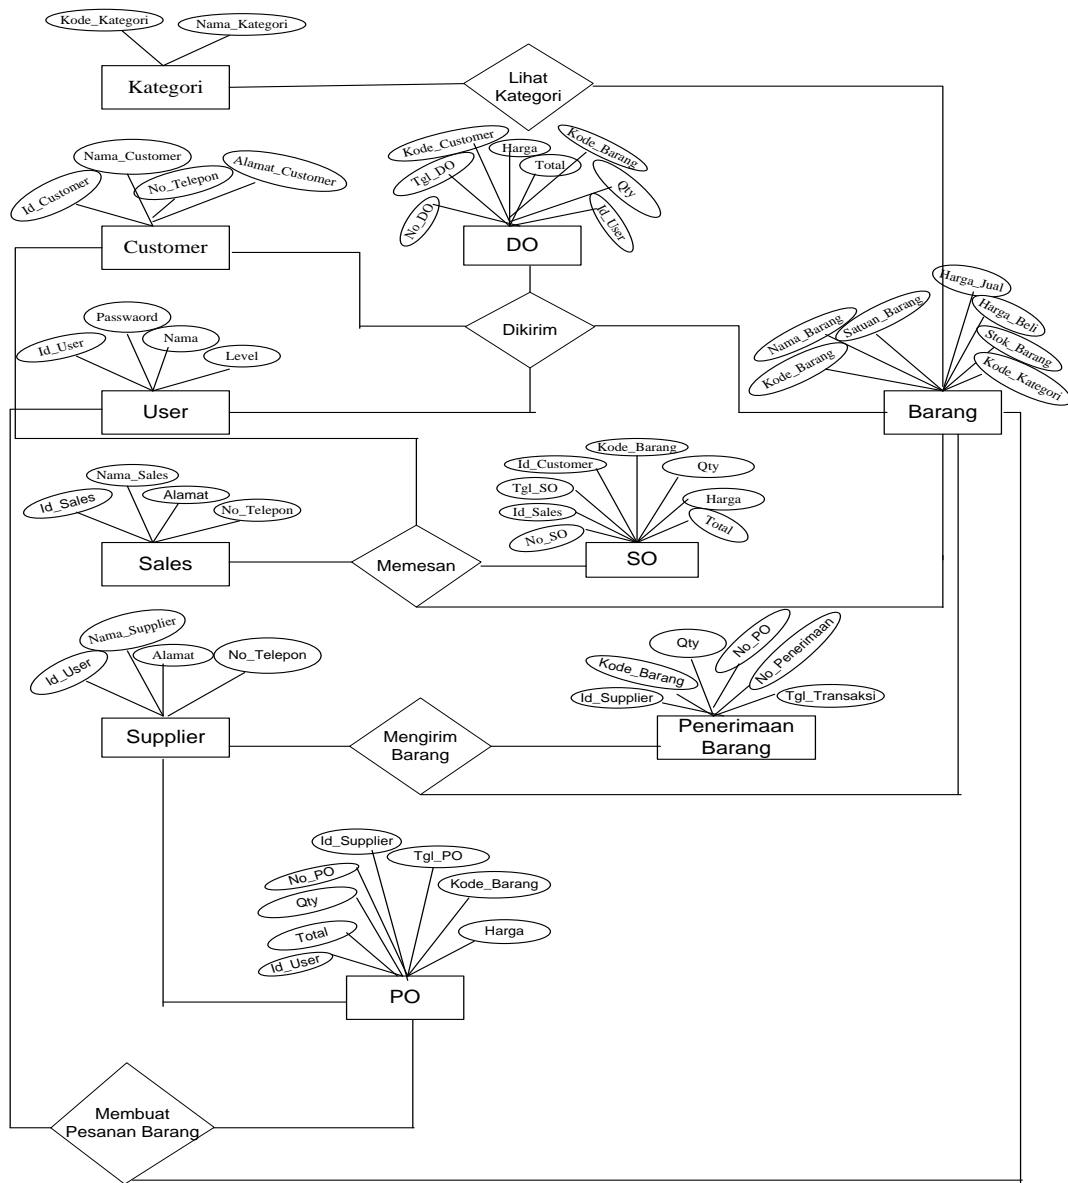 Kode_Kategori
Nama_Kategori
Kategori
Lihat
Kategori
Nama_Customer
Id_Customer
No_Telepon
Alamat_Customer
Customer
Kode_Customer
Harga
Kode_Barang
Tgl_DO
Total
Qty
No_DO
Id_User
DO
Dikirim
Passwaord
Id_User
Nama
Level
User
Harga_Jual
Nama_Barang
Satuan_Barang
Harga_Beli
Stok_Barang
Kode_Barang
Kode_Kategori
Barang
Nama_Sales
Id_Sales
Alamat
No_Telepon
Sales
Memesan
Kode_Barang
Id_Customer
Qty
Tgl_SO
Id_Sales
Harga
No_SO
Total
SO
Nama_Supplier
Id_User
Alamat
No_Telepon
Supplier
Mengirim
Barang
Qty
No_PO
No_Penerimaan
Kode_Barang
Id_Supplier
Tgl_Transaksi
Penerimaan
Barang
Id_Supplier
Tgl_PO
No_PO
Kode_Barang
Qty
Total
Harga
Id_User
PO
Membuat
Pesanan Barang